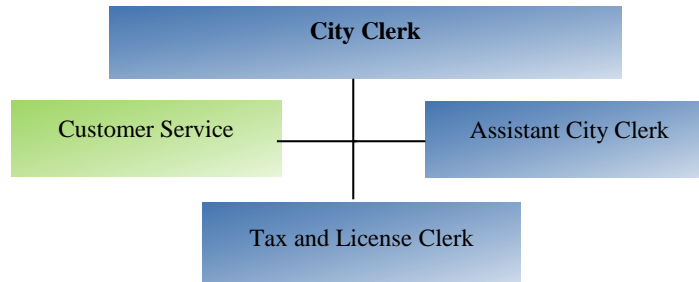 City Clerk
Customer Service
Assistant City Clerk
Tax and License Clerk